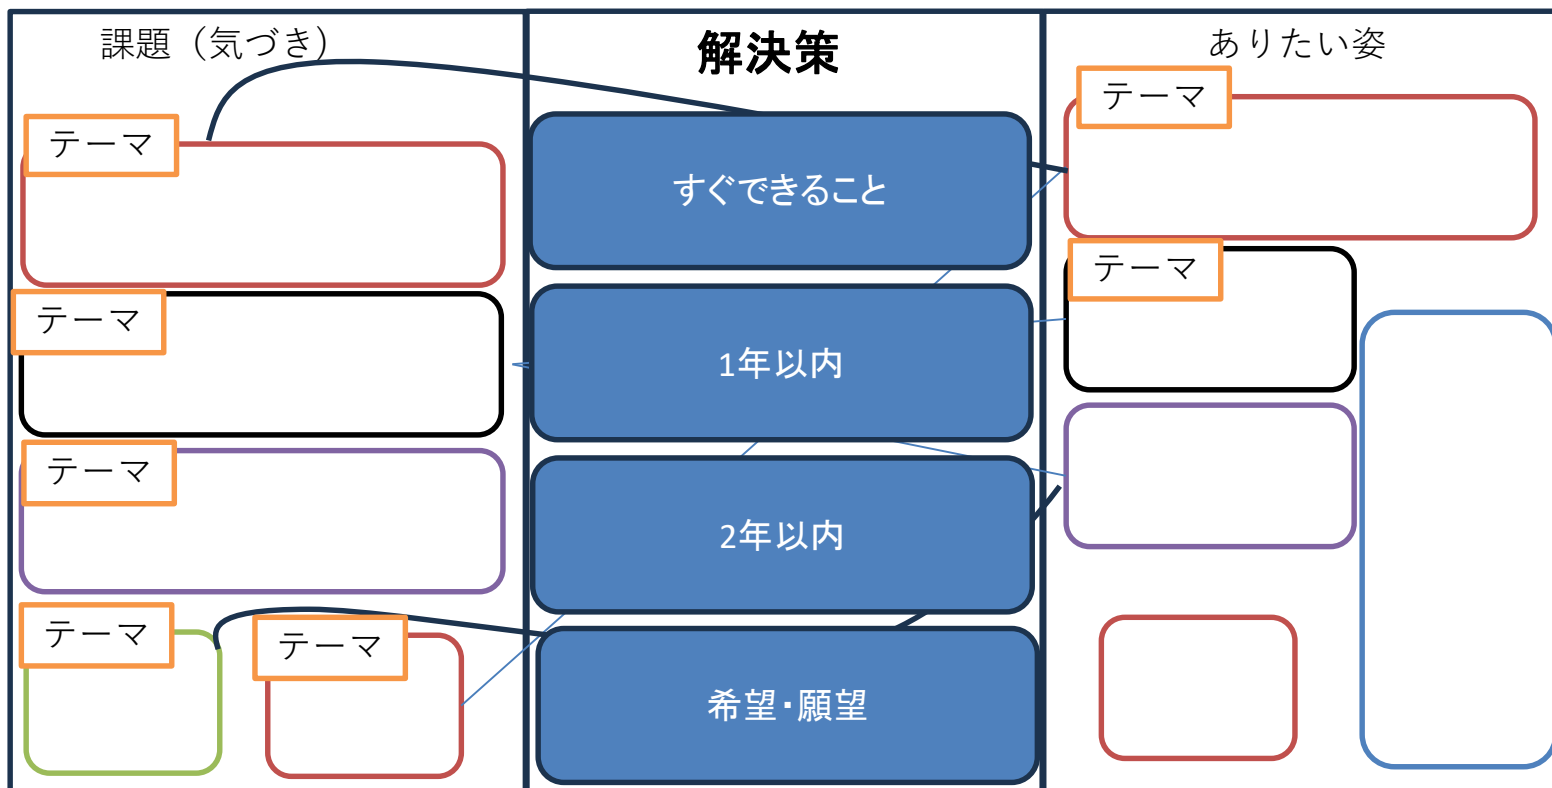 課題（気づき)
テーマ
テーマ
テーマ
テーマ
テーマ
解決策
すぐできること
1年以内
2年以内
希望・願望
ありたい姿
テーマ
テーマ